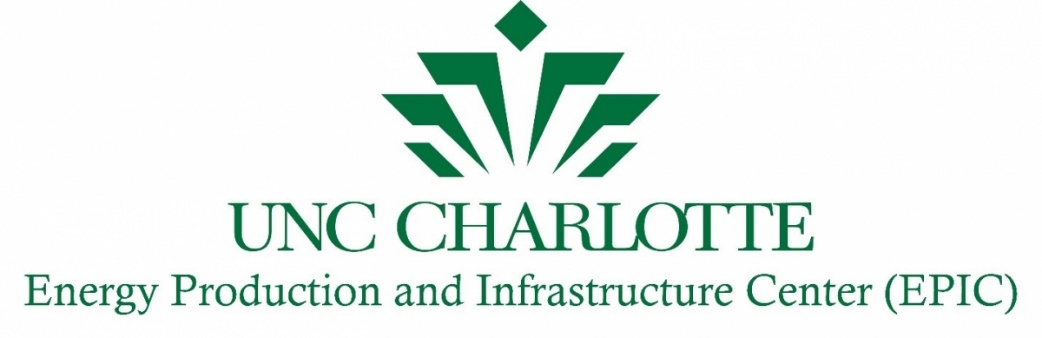 UNC CHARLOTTE
Energy Production and Infrastructure Center (EPIC)